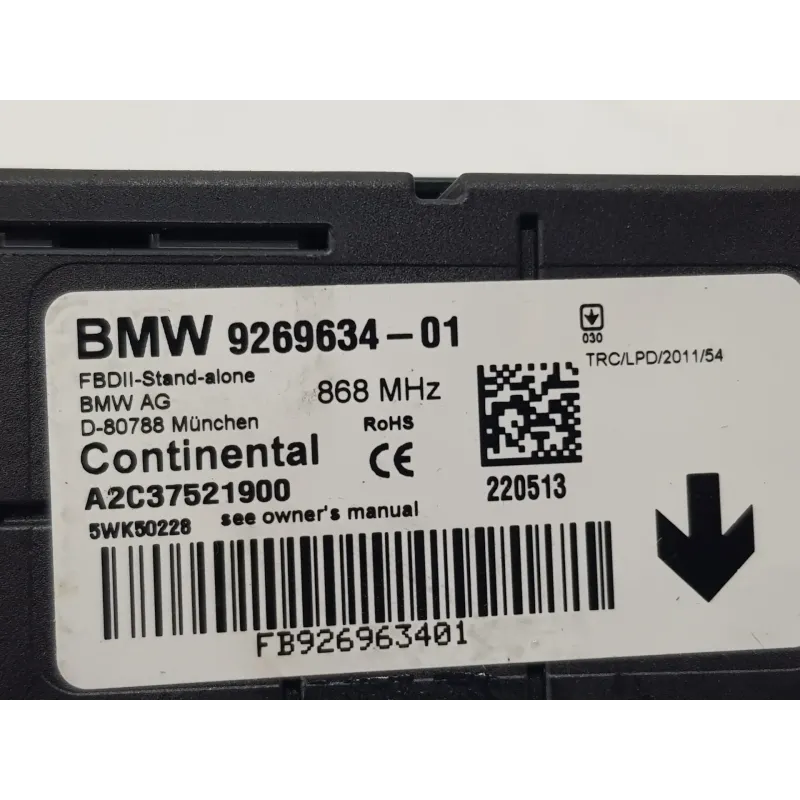 BMW 9269634-01
FBDII-Stand-alone
BMW AG
D-80788 München
868 MHz
RoHS
CE
Continental
A2C37521900
5WK50228 see owner's manual
FB926963401
220513
030
TRC/LPD/2011/54